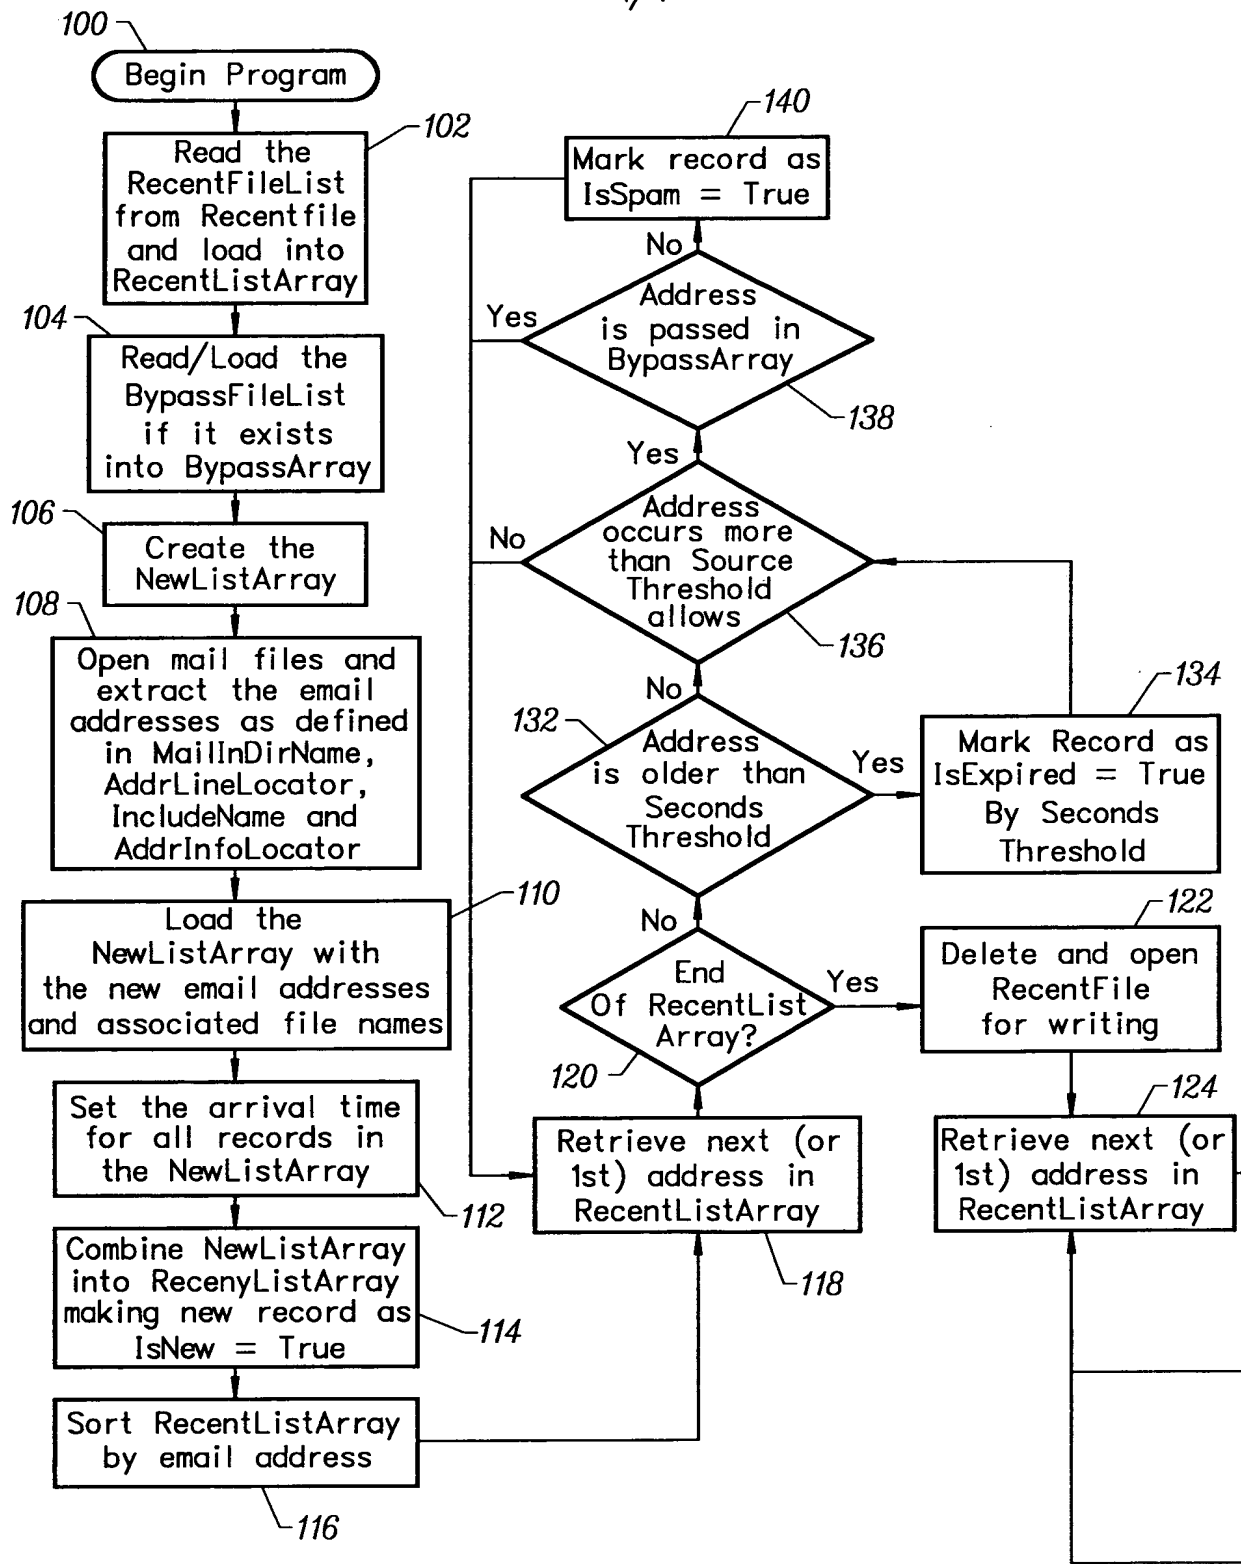 100
Begin Program
102
Read the
RecentFileList
from Recentfile
and load into
RecentListArray
104
Read/Load the
BypassFileList
if it exists
into BypassArray
106
Create the
NewListArray
108
Open mail files and
extract the email
addresses as defined
in MailInDirName,
AddrLineLocator,
IncludeName and
AddrInfoLocator
110
Load the
NewListArray with
the new email addresses
and associated file names
Set the arrival time
for all records in
the NewListArray
112
Combine NewListArray
into RecenyListArray
making new record as
IsNew = True
114
Sort RecentListArray
by email address
116
140
Mark record as
IsSpam = True
No
Yes
Address
is passed in
BypassArray
138
Yes
No
Address
occurs more
than Source
Threshold
allows
136
No
132
Address
is older than
Seconds
Threshold
Yes
134
Mark Record as
IsExpired = True
By Seconds
Threshold
No
End
Of RecentList
Array?
120
Yes
122
Delete and open
RecentFile
for writing
Retrieve next (or
1st) address in
RecentListArray
118
124
Retrieve next (or
1st) address in
RecentListArray